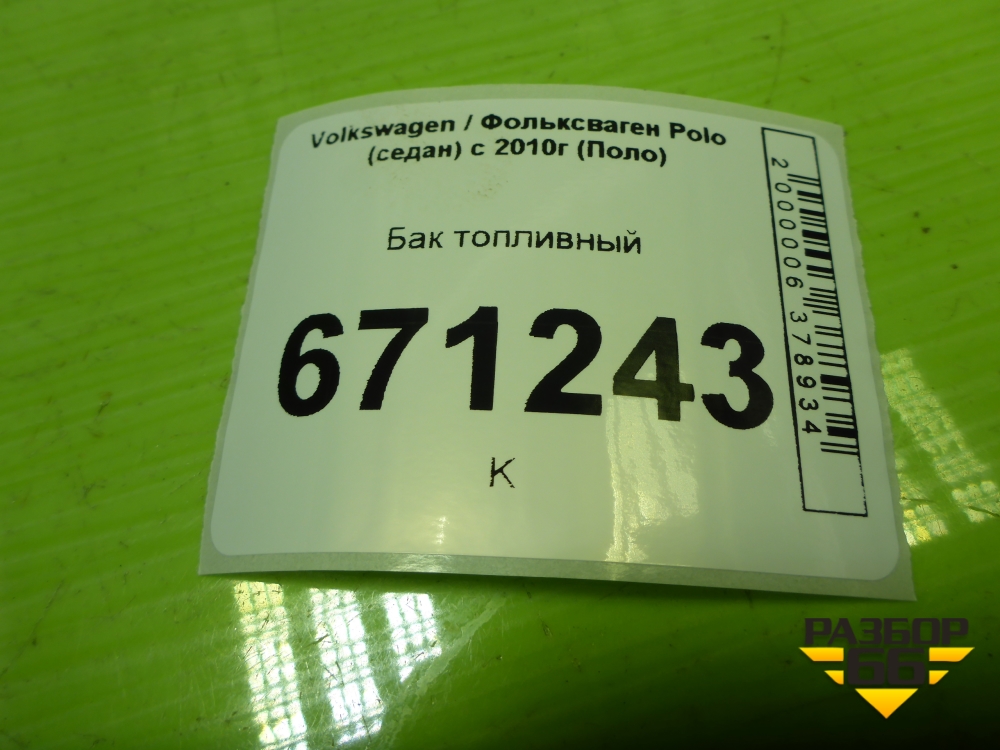 Volkswagen / Фольксваген Polo
(седан) с 2010г (Поло)
Бак топливный
671243
К
2000006378934
РАЗБОР
66